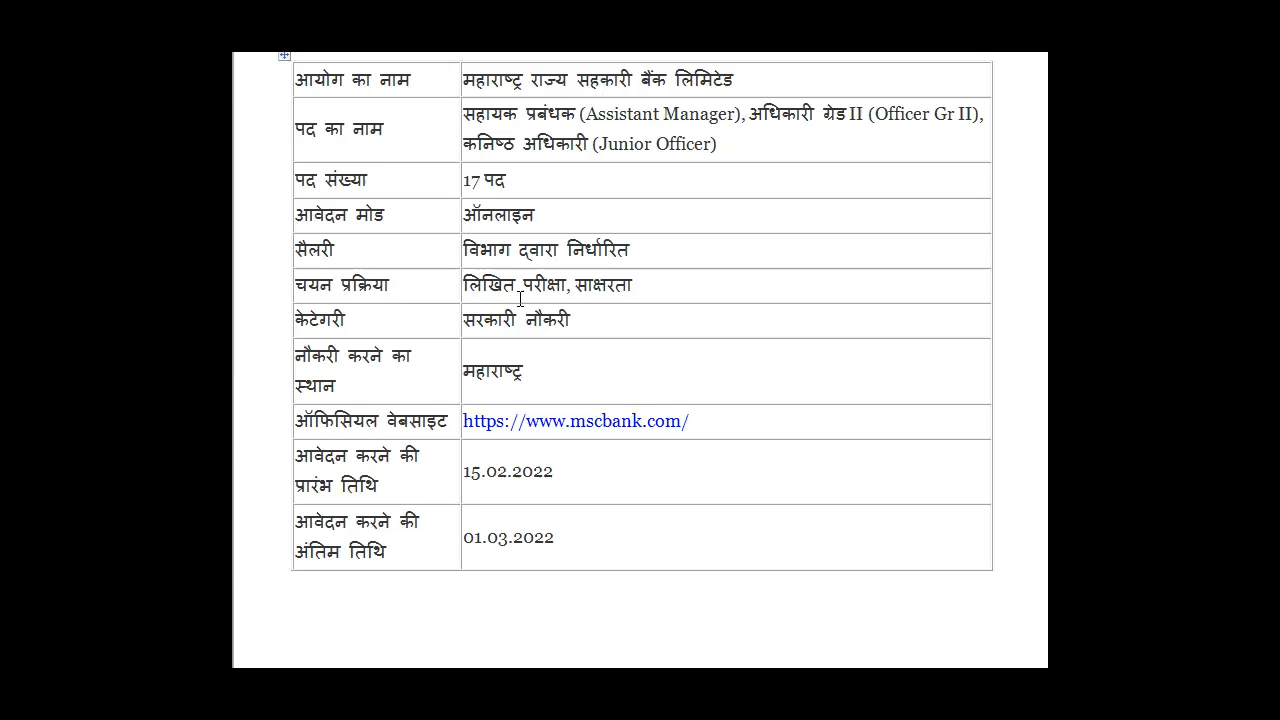 आयोग का नाम महाराष्ट्र राज्य सहकारी बैंक लिमिटेड
पद का नाम सहायक प्रबंधक (Assistant Manager), अधिकारी ग्रेड II (Officer Gr II),
कनिष्ठ अधिकारी (Junior Officer)
पद संख्या 17 पद
आवेदन मोड ऑनलाइन
सैलरी विभाग द्वारा निर्धारित
चयन प्रक्रिया लिखित परीक्षा, साक्षरता
केटेगरी सरकारी नौकरी
नौकरी करने का
स्थान महाराष्ट्र
ऑफिसियल वेबसाइट https://www.mscbank.com/
आवेदन करने की
प्रारंभ तिथि 15.02.2022
आवेदन करने की
अंतिम तिथि 01.03.2022